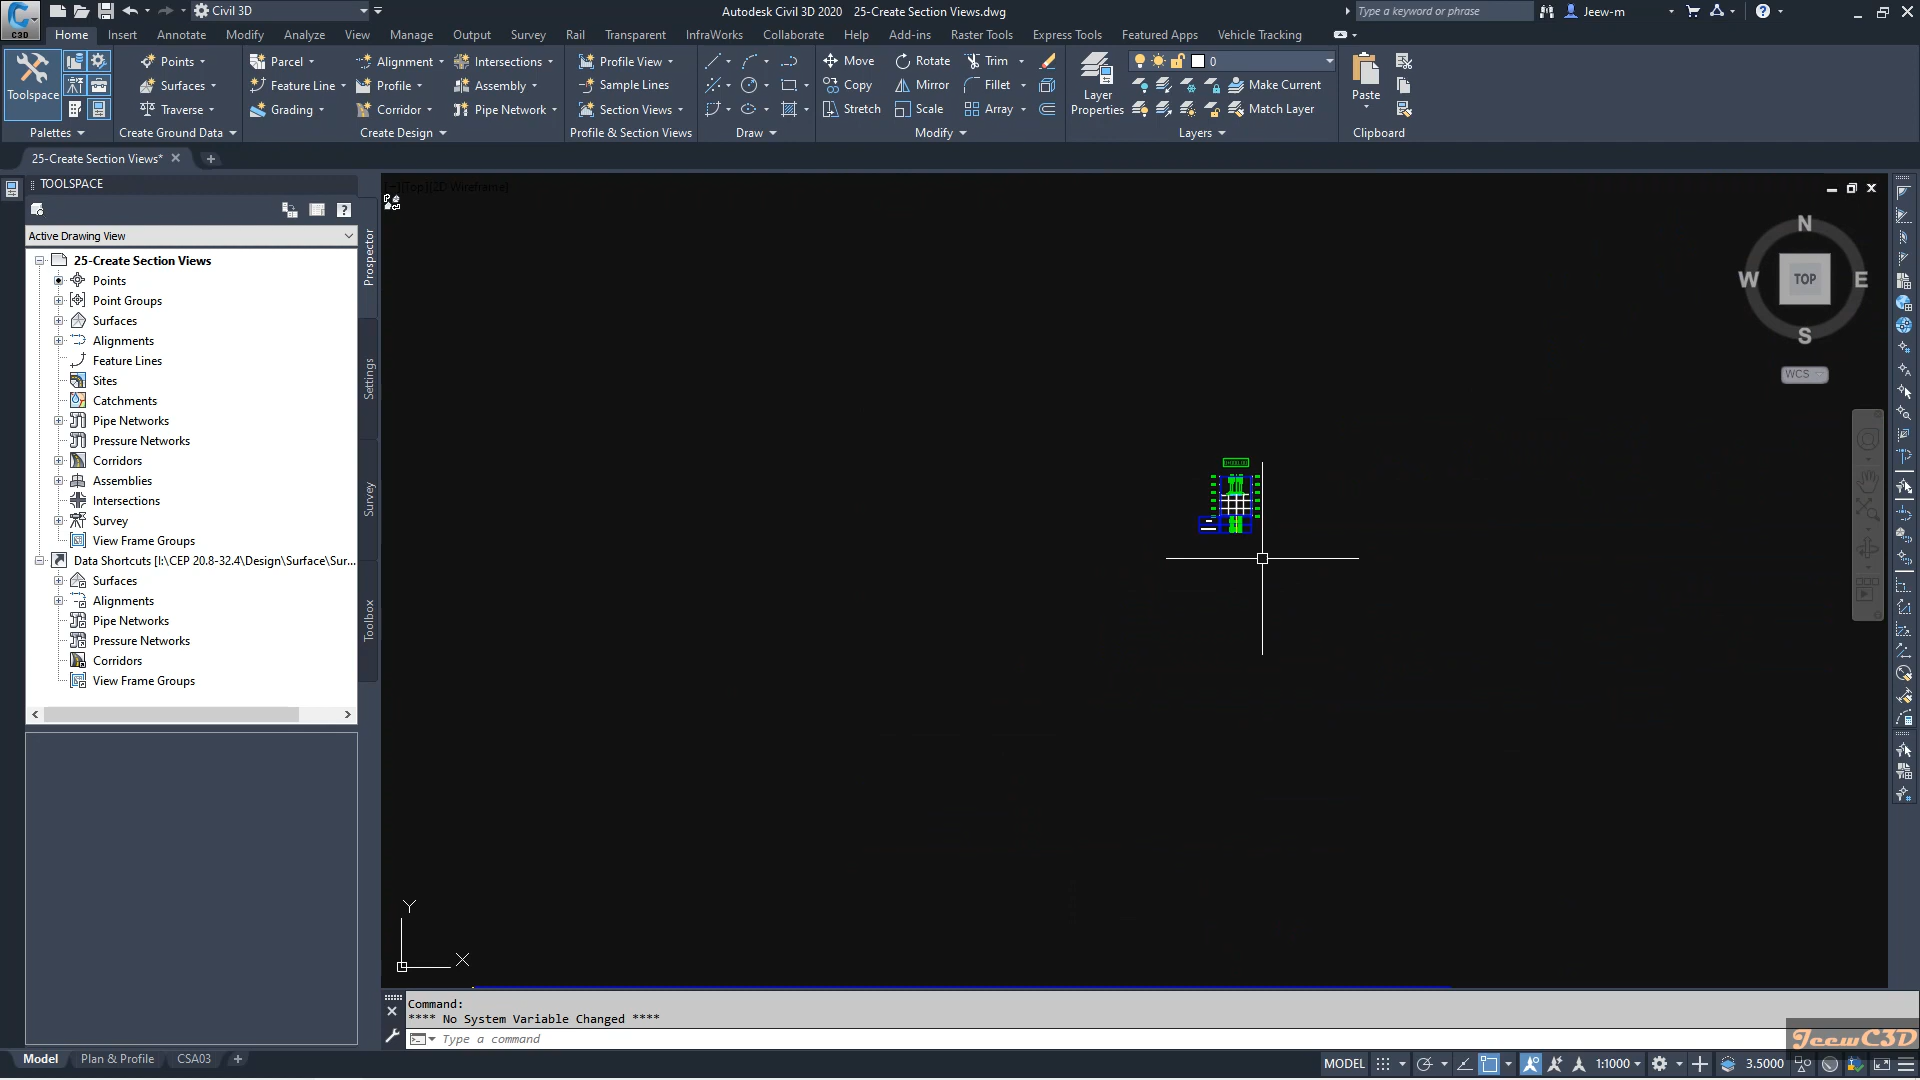 Civil 3D
Autodesk Civil 3D 2020 25-Create Section Views.dwg
Type a keyword or phrase
Jeew-m
C3D
Home Insert Annotate Modify Analyze View Manage Output Survey Rail Transparent InfraWorks Collaborate Help Add-ins Raster Tools Express Tools Featured Apps Vehicle Tracking
Toolspace
Points Parcel Alignment Intersections Profile View Move Rotate Trim 0
Surfaces Feature Line Profile Assembly Sample Lines Copy Mirror Fillet Make Current
Traverse Grading Corridor Pipe Network Section Views Stretch Scale Array Match Layer
Layer
Properties
Paste
Palettes Create Ground Data Create Design Profile & Section Views Draw Modify Layers Clipboard
25-Create Section Views*
TOOLSPACE
[−][Top][2D Wireframe]
Active Drawing View
25-Create Section Views
Points
Point Groups
Surfaces
Alignments
Feature Lines
Sites
Catchments
Pipe Networks
Pressure Networks
Corridors
Assemblies
Intersections
Survey
View Frame Groups
Data Shortcuts [I:\CEP 20.8-32.4\Design\Surface\Sur...
Surfaces
Alignments
Pipe Networks
Pressure Networks
Corridors
View Frame Groups
Prospector
Settings
Survey
Toolbox
N
W TOP E
S
WCS
Y
X
Command:
**** No System Variable Changed ****
Type a command
JeewC3D
Model Plan & Profile CSA03
MODEL 1:1000 3.5000